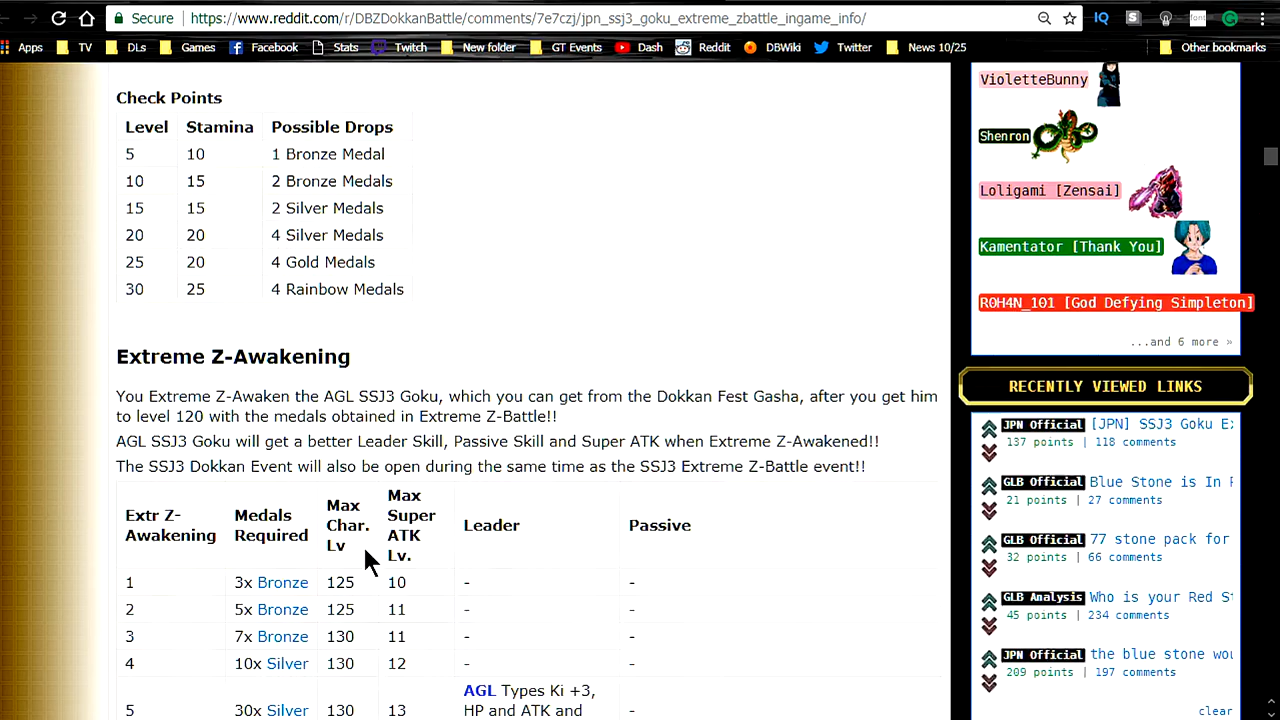 Secure
https://www.reddit.com/r/DBZDokkanBattle/comments/7e7czj/jpn_ssj3_goku_extreme_zbattle_ingame_info/
Apps TV DLs Games Facebook Stats Twitch New folder GT Events Dash Reddit DBWiki Twitter News 10/25 Other bookmarks
Check Points
Level Stamina Possible Drops
5 10 1 Bronze Medal
10 15 2 Bronze Medals
15 15 2 Silver Medals
20 20 4 Silver Medals
25 20 4 Gold Medals
30 25 4 Rainbow Medals
Extreme Z-Awakening
You Extreme Z-Awaken the AGL SSJ3 Goku, which you can get from the Dokkan Fest Gasha, after you get him
to level 120 with the medals obtained in Extreme Z-Battle!!
AGL SSJ3 Goku will get a better Leader Skill, Passive Skill and Super ATK when Extreme Z-Awakened!!
The SSJ3 Dokkan Event will also be open during the same time as the SSJ3 Extreme Z-Battle event!!
Extr Z-
Awakening
Medals
Required
Max
Char.
Lv
Max
Super
ATK
Lv.
Leader
Passive
1 3x Bronze 125 10 - -
2 5x Bronze 125 11 - -
3 7x Bronze 130 11 - -
4 10x Silver 130 12 - -
AGL Types Ki +3,
5 30x Silver 130 13 HP and ATK and -
VioletteBunny
Shenron
Loligami [Zensai]
Kamentator [Thank You]
R0H4N_101 [God Defying Simpleton]
...and 6 more »
RECENTLY VIEWED LINKS
JPN Official [JPN] SSJ3 Goku E
137 points | 118 comments
GLB Official Blue Stone is In
21 points | 27 comments
GLB Official 77 stone pack for
32 points | 66 comments
GLB Analysis Who is your Red S
45 points | 234 comments
JPN Official the blue stone wo
209 points | 197 comments
clear